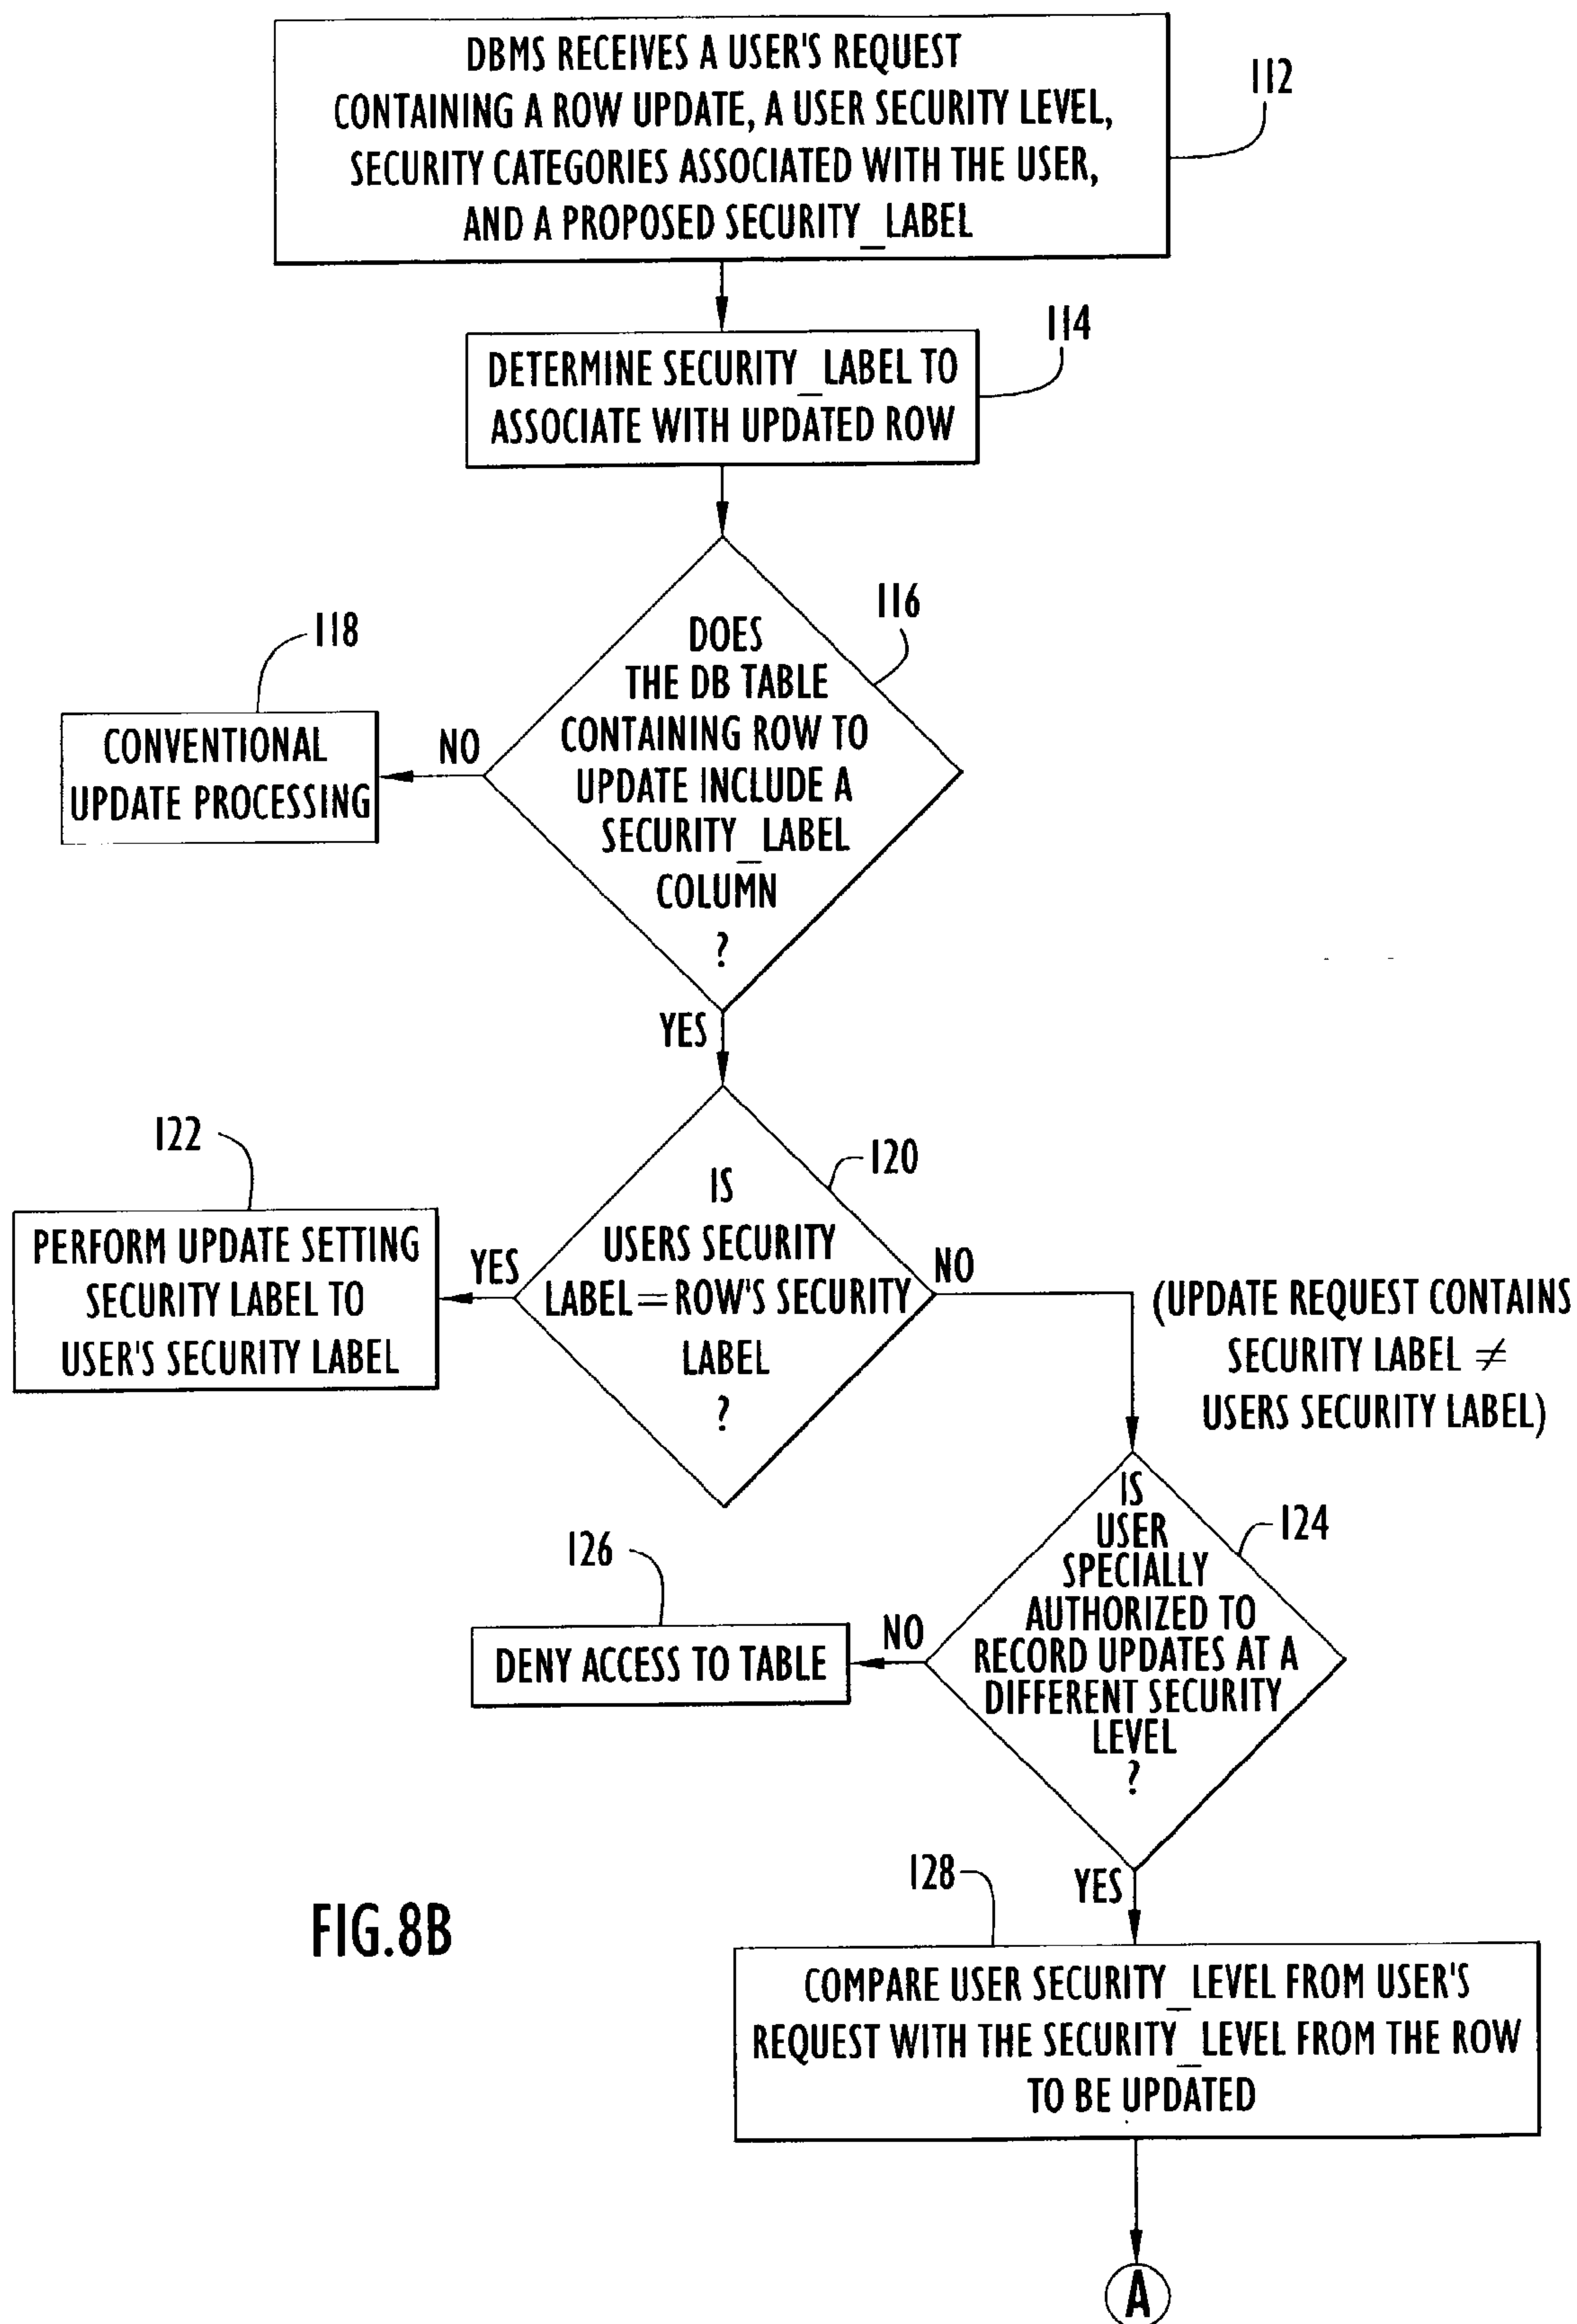 DBMS RECEIVES A USER'S REQUEST
CONTAINING A ROW UPDATE, A USER SECURITY LEVEL,
SECURITY CATEGORIES ASSOCIATED WITH THE USER,
AND A PROPOSED SECURITY_LABEL
112
DETERMINE SECURITY_LABEL TO
ASSOCIATE WITH UPDATED ROW
114
DOES
THE DB TABLE
CONTAINING ROW TO
UPDATE INCLUDE A
SECURITY_LABEL
COLUMN
?
116
NO
118
CONVENTIONAL
UPDATE PROCESSING
YES
IS
USERS SECURITY
LABEL=ROW'S SECURITY
LABEL
?
120
YES
122
PERFORM UPDATE SETTING
SECURITY LABEL TO
USER'S SECURITY LABEL
NO
(UPDATE REQUEST CONTAINS
SECURITY LABEL ≠
USERS SECURITY LABEL)
IS
USER
SPECIALLY
AUTHORIZED TO
RECORD UPDATES AT A
DIFFERENT SECURITY
LEVEL
?
124
NO
126
DENY ACCESS TO TABLE
YES
128
COMPARE USER SECURITY_LEVEL FROM USER'S
REQUEST WITH THE SECURITY_LEVEL FROM THE ROW
TO BE UPDATED
A
FIG.8B